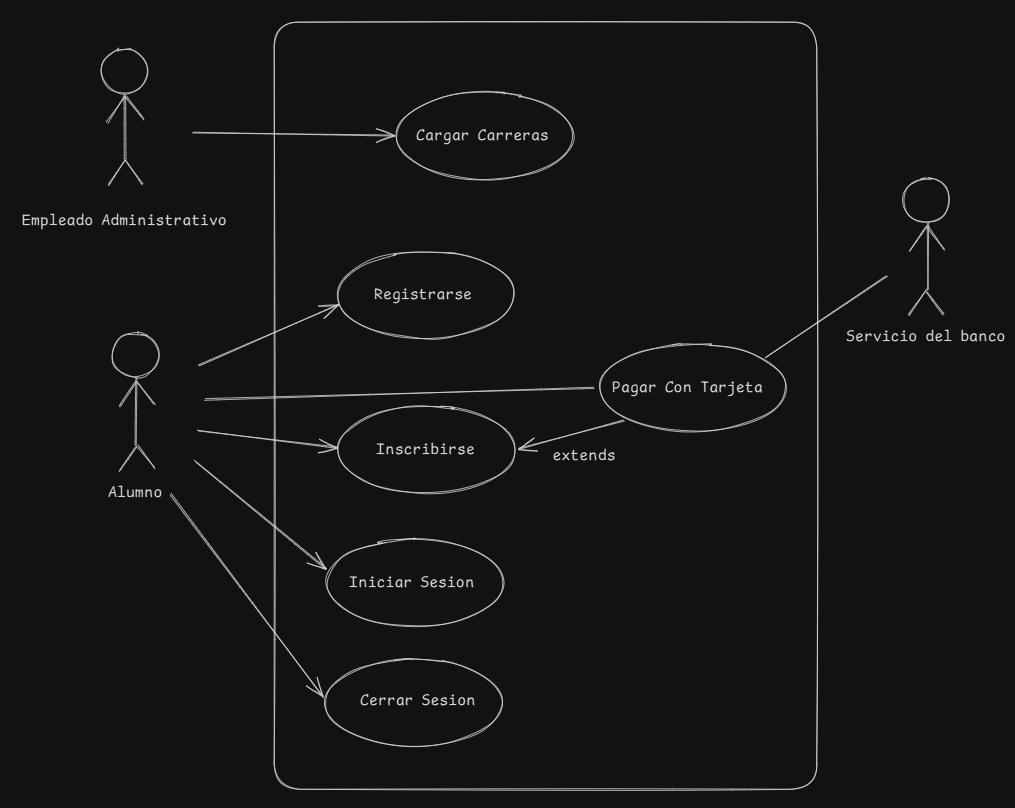 Cargar Carreras
Empleado Administrativo
Registrarse
Servicio del banco
Pagar Con Tarjeta
Inscribirse
extends
Alumno
Iniciar Sesion
Cerrar Sesion